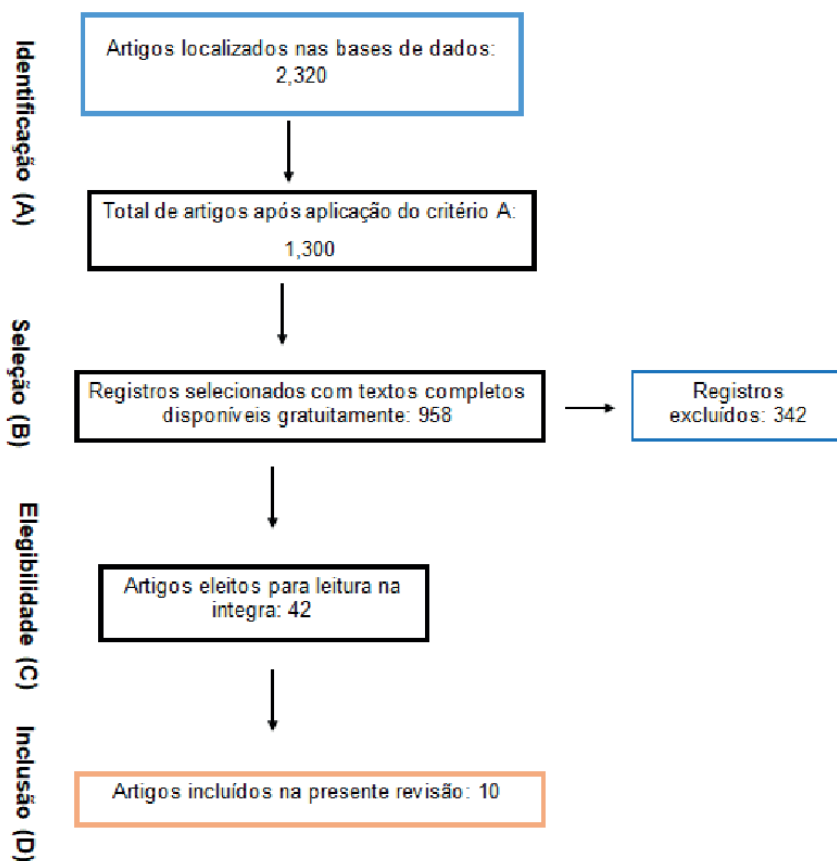 Identificação (A)
Artigos localizados nas bases de dados:
2,320
Total de artigos após aplicação do critério A:
1,300
Seleção (B)
Registros selecionados com textos completos
disponíveis gratuitamente: 958
Registros
excluídos: 342
Elegibilidade (C)
Artigos eleitos para leitura na
integra: 42
Inclusão (D)
Artigos incluídos na presente revisão: 10